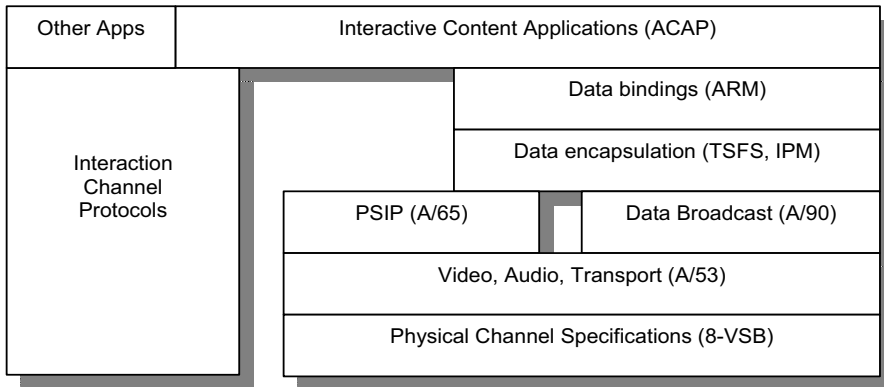 Other Apps
Interactive Content Applications (ACAP)
Data bindings (ARM)
Data encapsulation (TSFS, IPM)
Interaction
Channel
Protocols
PSIP (A/65)
Data Broadcast (A/90)
Video, Audio, Transport (A/53)
Physical Channel Specifications (8-VSB)